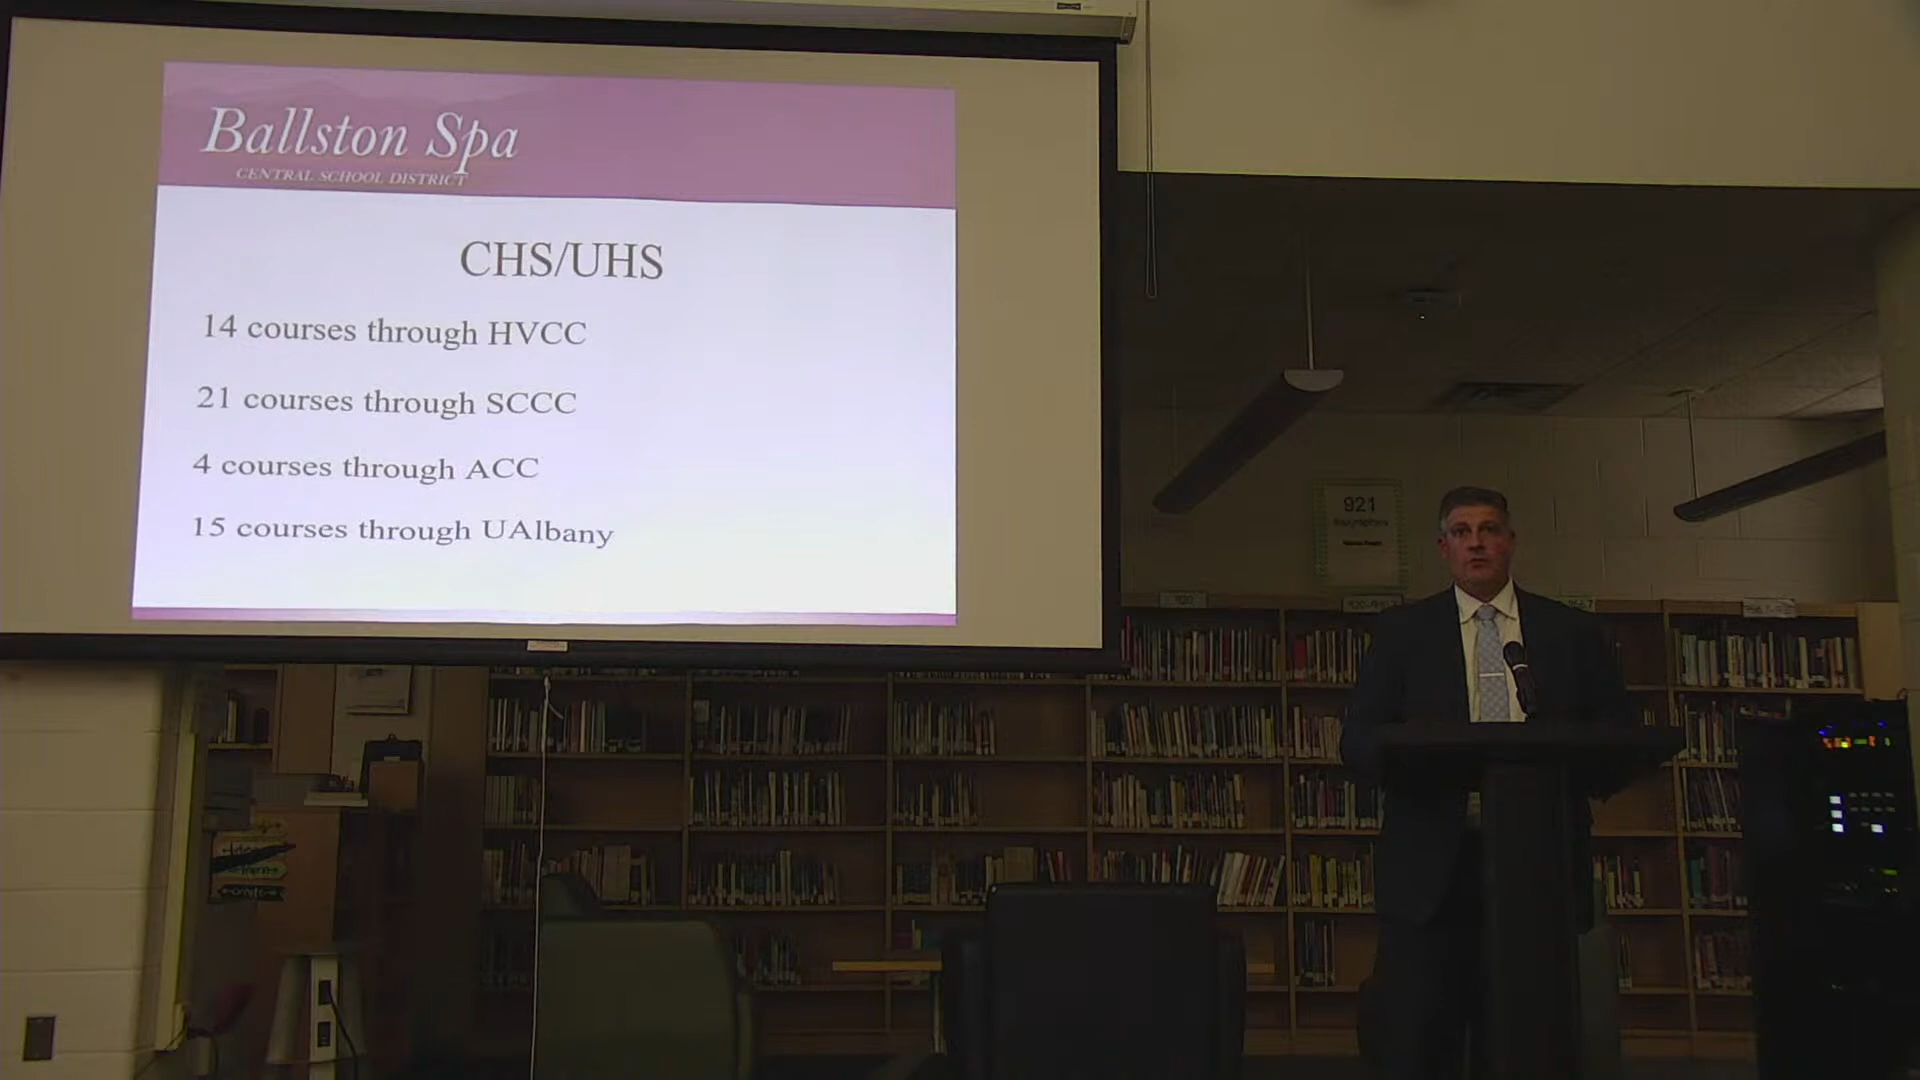 Ballston Spa
CENTRAL SCHOOL DISTRICT
CHS/UHS
14 courses through HVCC
21 courses through SCCC
4 courses through ACC
15 courses through UAlbany
921
920